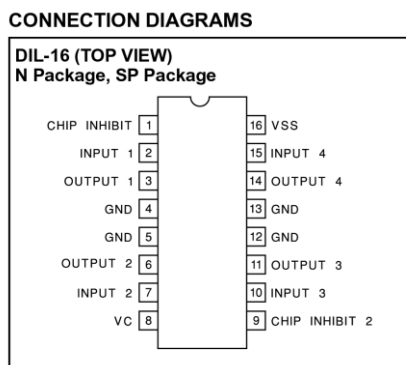 CONNECTION DIAGRAMS
DIL-16 (TOP VIEW)
N Package, SP Package
CHIP INHIBIT 1 16 VSS
INPUT 1 2 15 INPUT 4
OUTPUT 1 3 14 OUTPUT 4
GND 4 13 GND
GND 5 12 GND
OUTPUT 2 6 11 OUTPUT 3
INPUT 2 7 10 INPUT 3
VC 8 9 CHIP INHIBIT 2